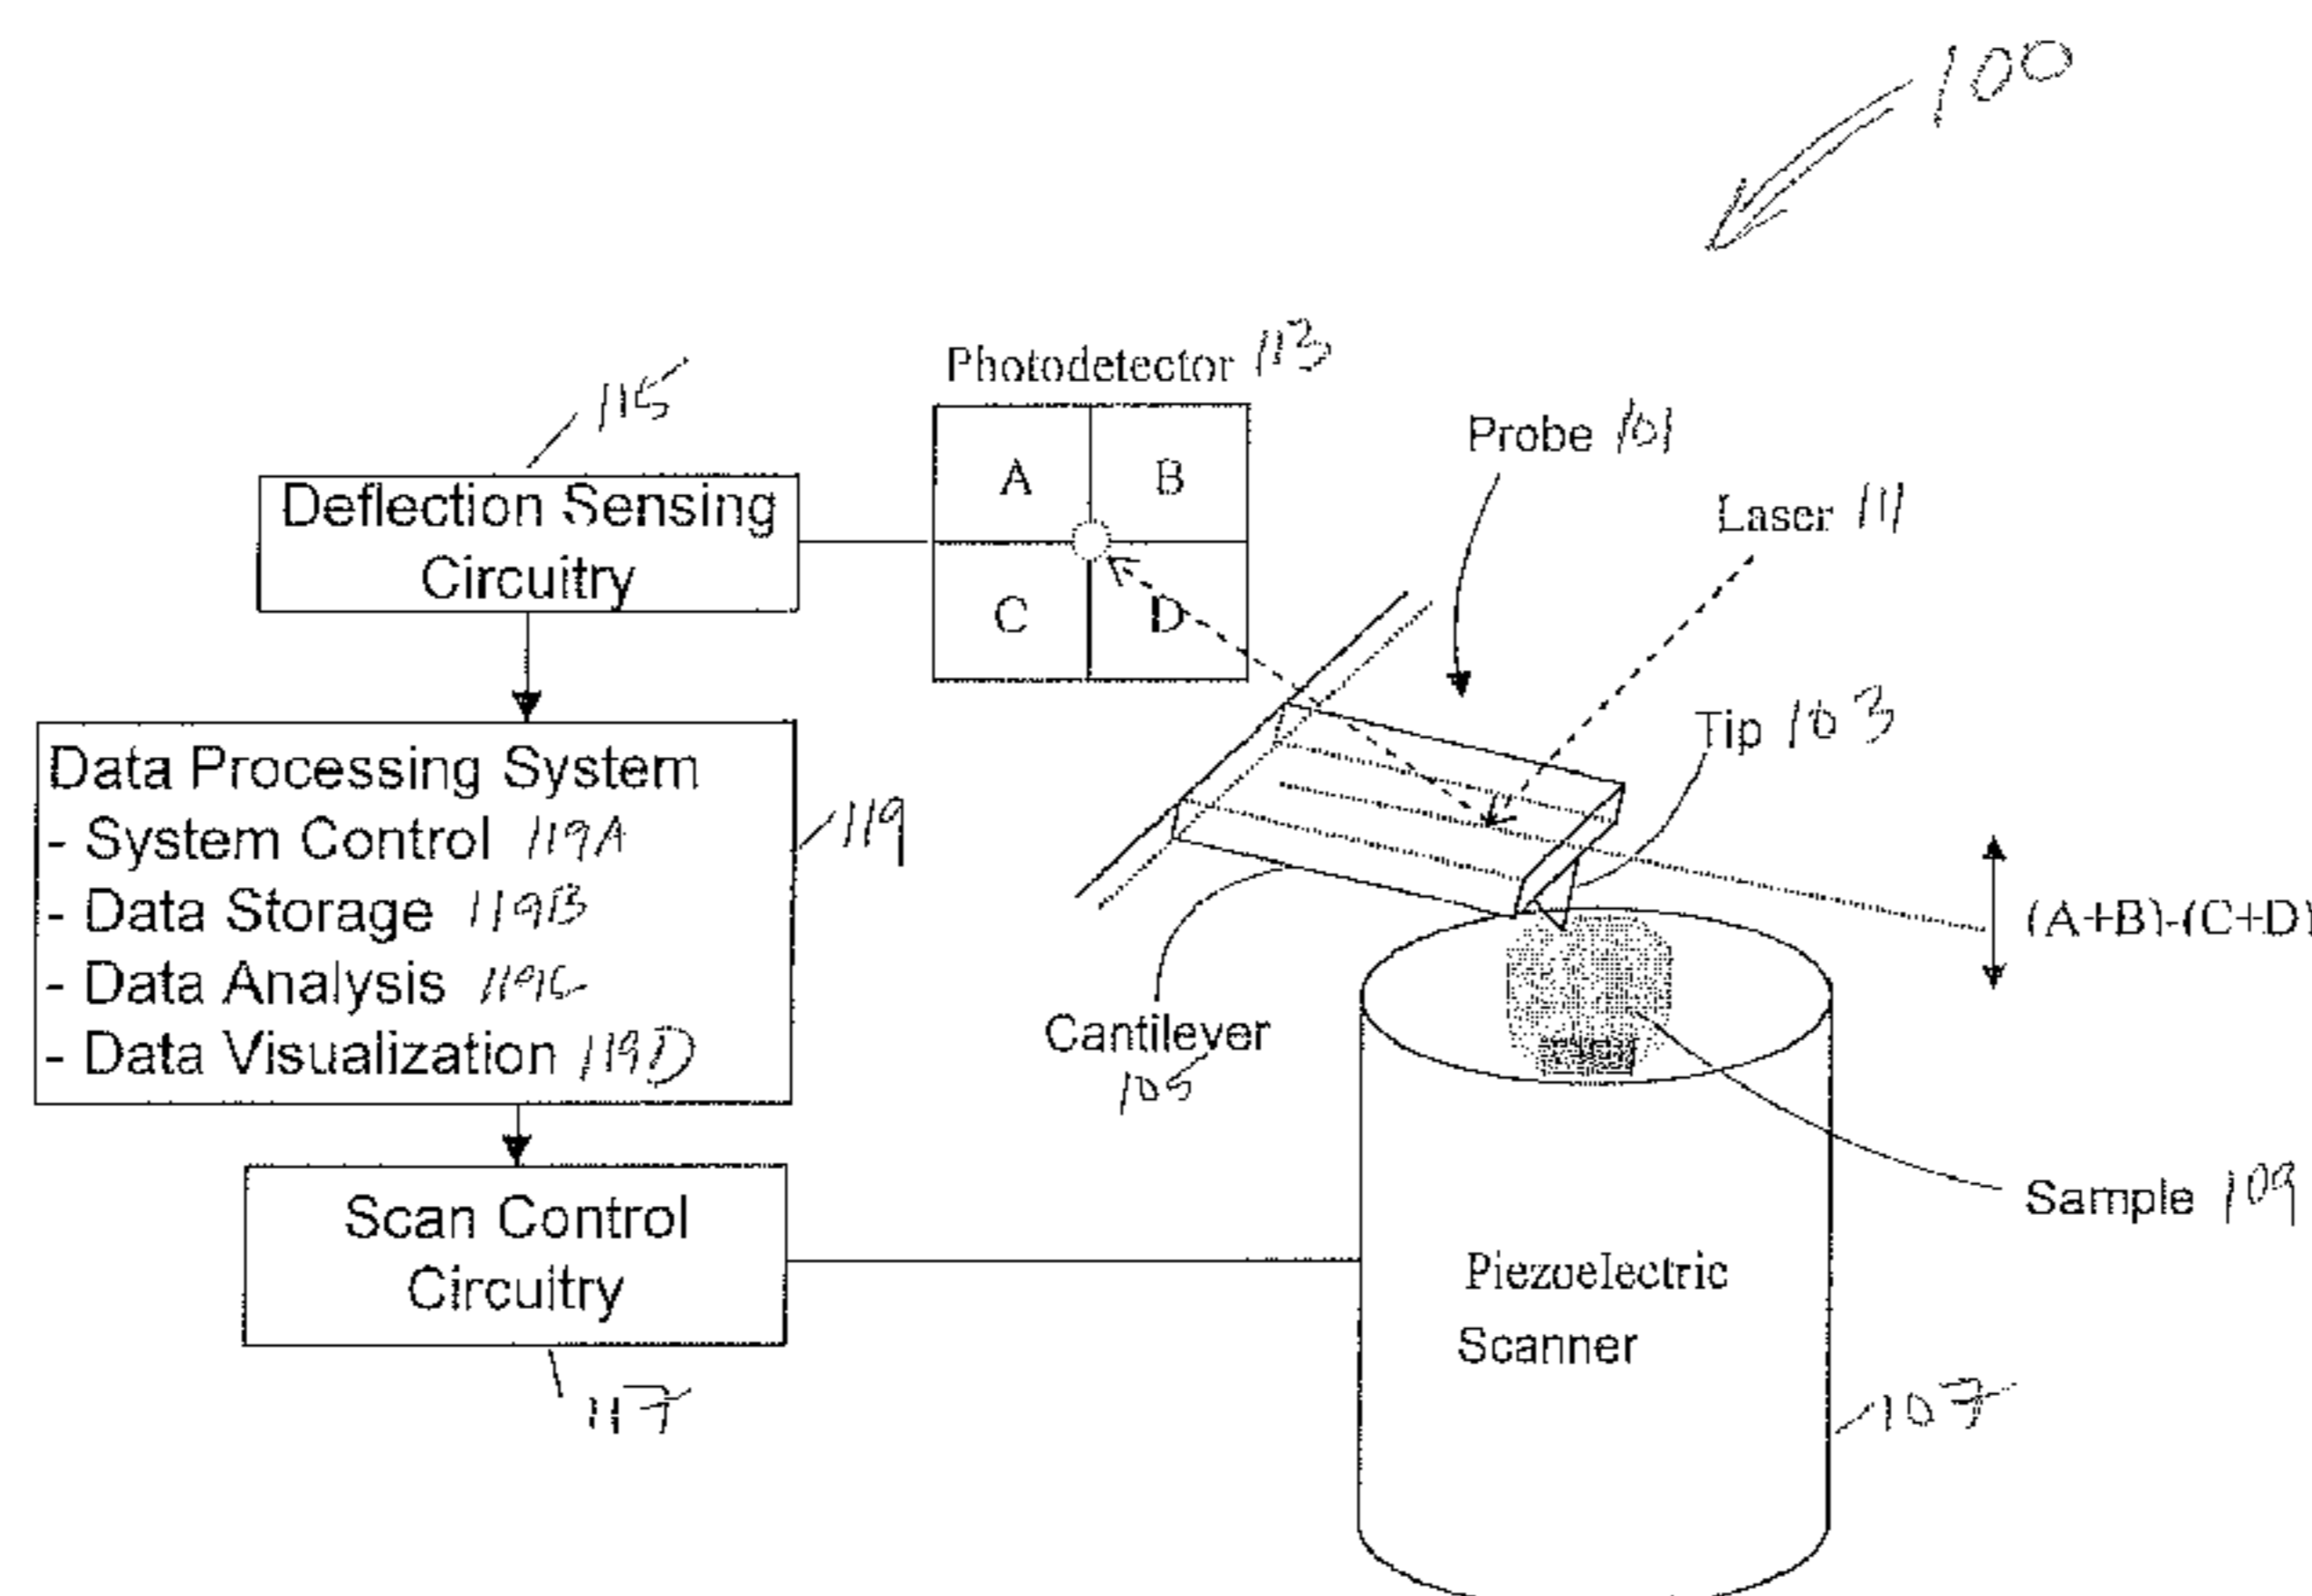 100
Photodetector 113
115
Probe 101
A B
Laser 111
Deflection Sensing
Circuitry
C D
Tip 103
Data Processing System
- System Control 119A
119
- Data Storage 119B
(A+B)-(C+D)
- Data Analysis 119C
Cantilever
105
- Data Visualization 119D
Scan Control
Circuitry
Sample 109
Piezoelectric
Scanner
117
107